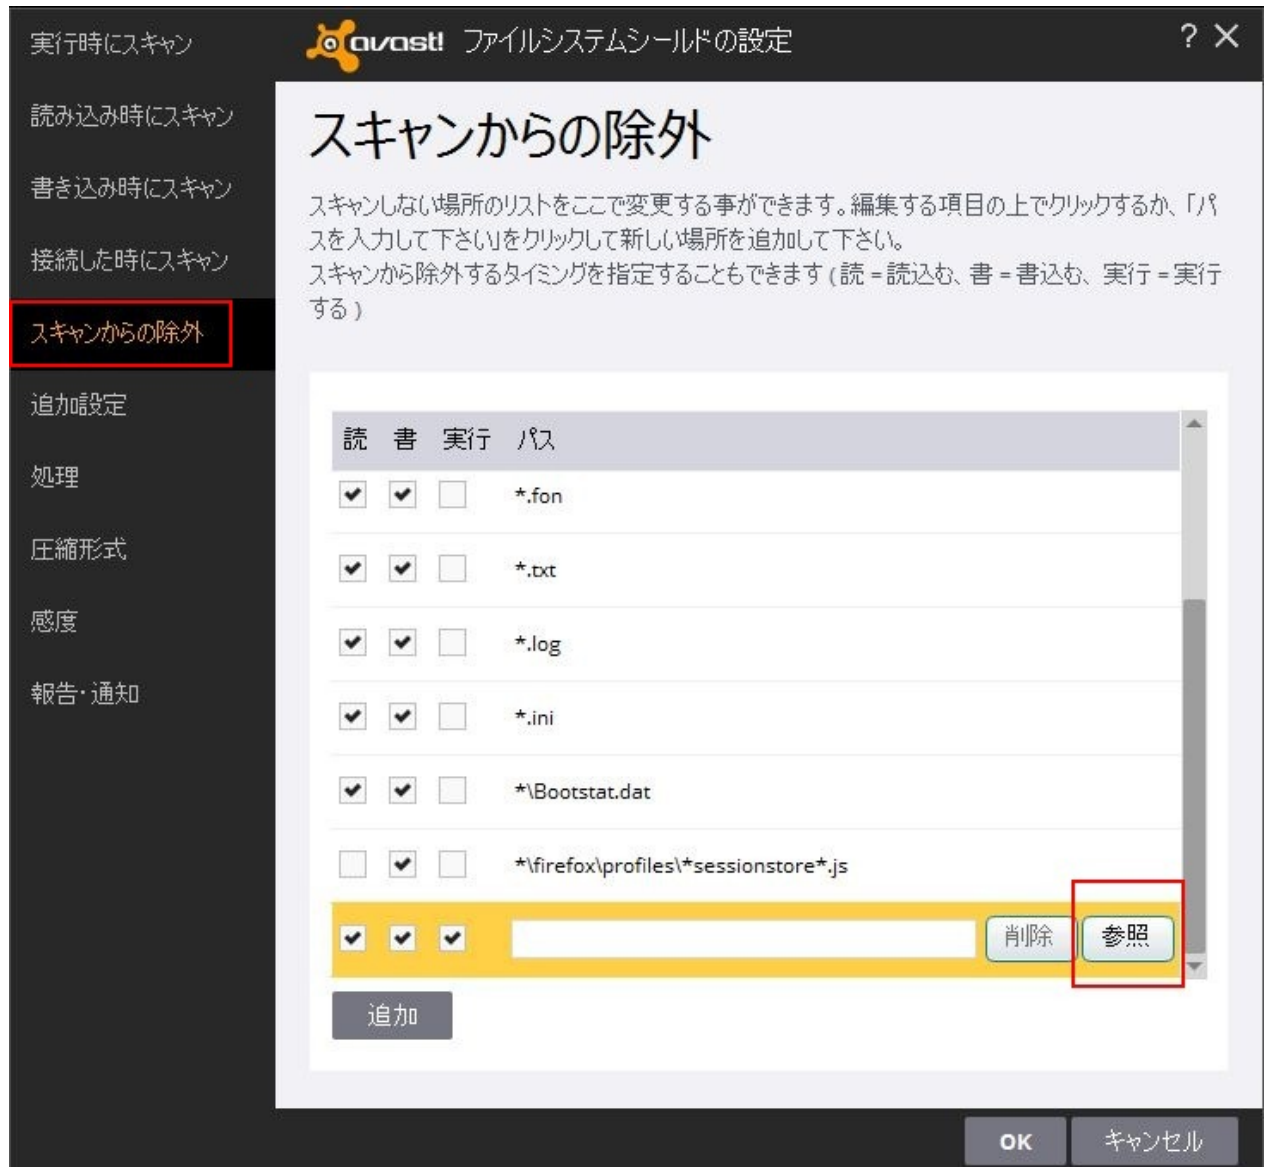 avast! ファイルシステムシールドの設定
? ×
実行時にスキャン
読み込み時にスキャン
書き込み時にスキャン
接続した時にスキャン
スキャンからの除外
追加設定
処理
圧縮形式
感度
報告・通知
スキャンからの除外
スキャンしない場所のリストをここで変更する事ができます。編集する項目の上でクリックするか、「パ
スを入力して下さい」をクリックして新しい場所を追加して下さい。
スキャンから除外するタイミングを指定することもできます ( 読 = 読込む、書 = 書込む、 実行 = 実行
する )
読 書 実行 パス
*.fon
*.txt
*.log
*.ini
*\Bootstat.dat
*\firefox\profiles\*sessionstore*.js
削除 参照
追加
OK キャンセル